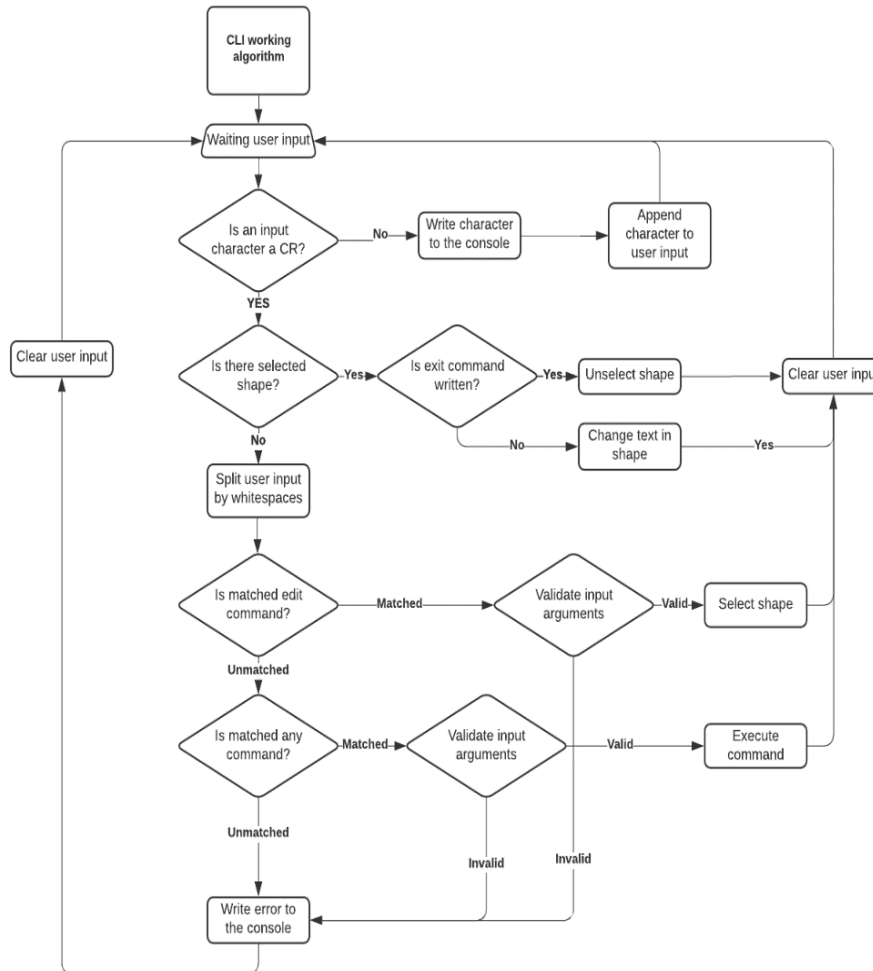 CLI working
algorithm
Waiting user input
Is an input
character a CR?
No
Write character
to the console
Append
character to
user input
YES
Clear user input
Is there selected
shape?
Yes
Is exit command
written?
Yes
Unselect shape
Clear user input
No
Change text in
shape
Yes
No
Split user input
by whitespaces
Is matched edit
command?
Matched
Validate input
arguments
Valid
Select shape
Unmatched
Is matched any
command?
Matched
Validate input
arguments
Valid
Execute
command
Unmatched
Invalid
Invalid
Write error to
the console